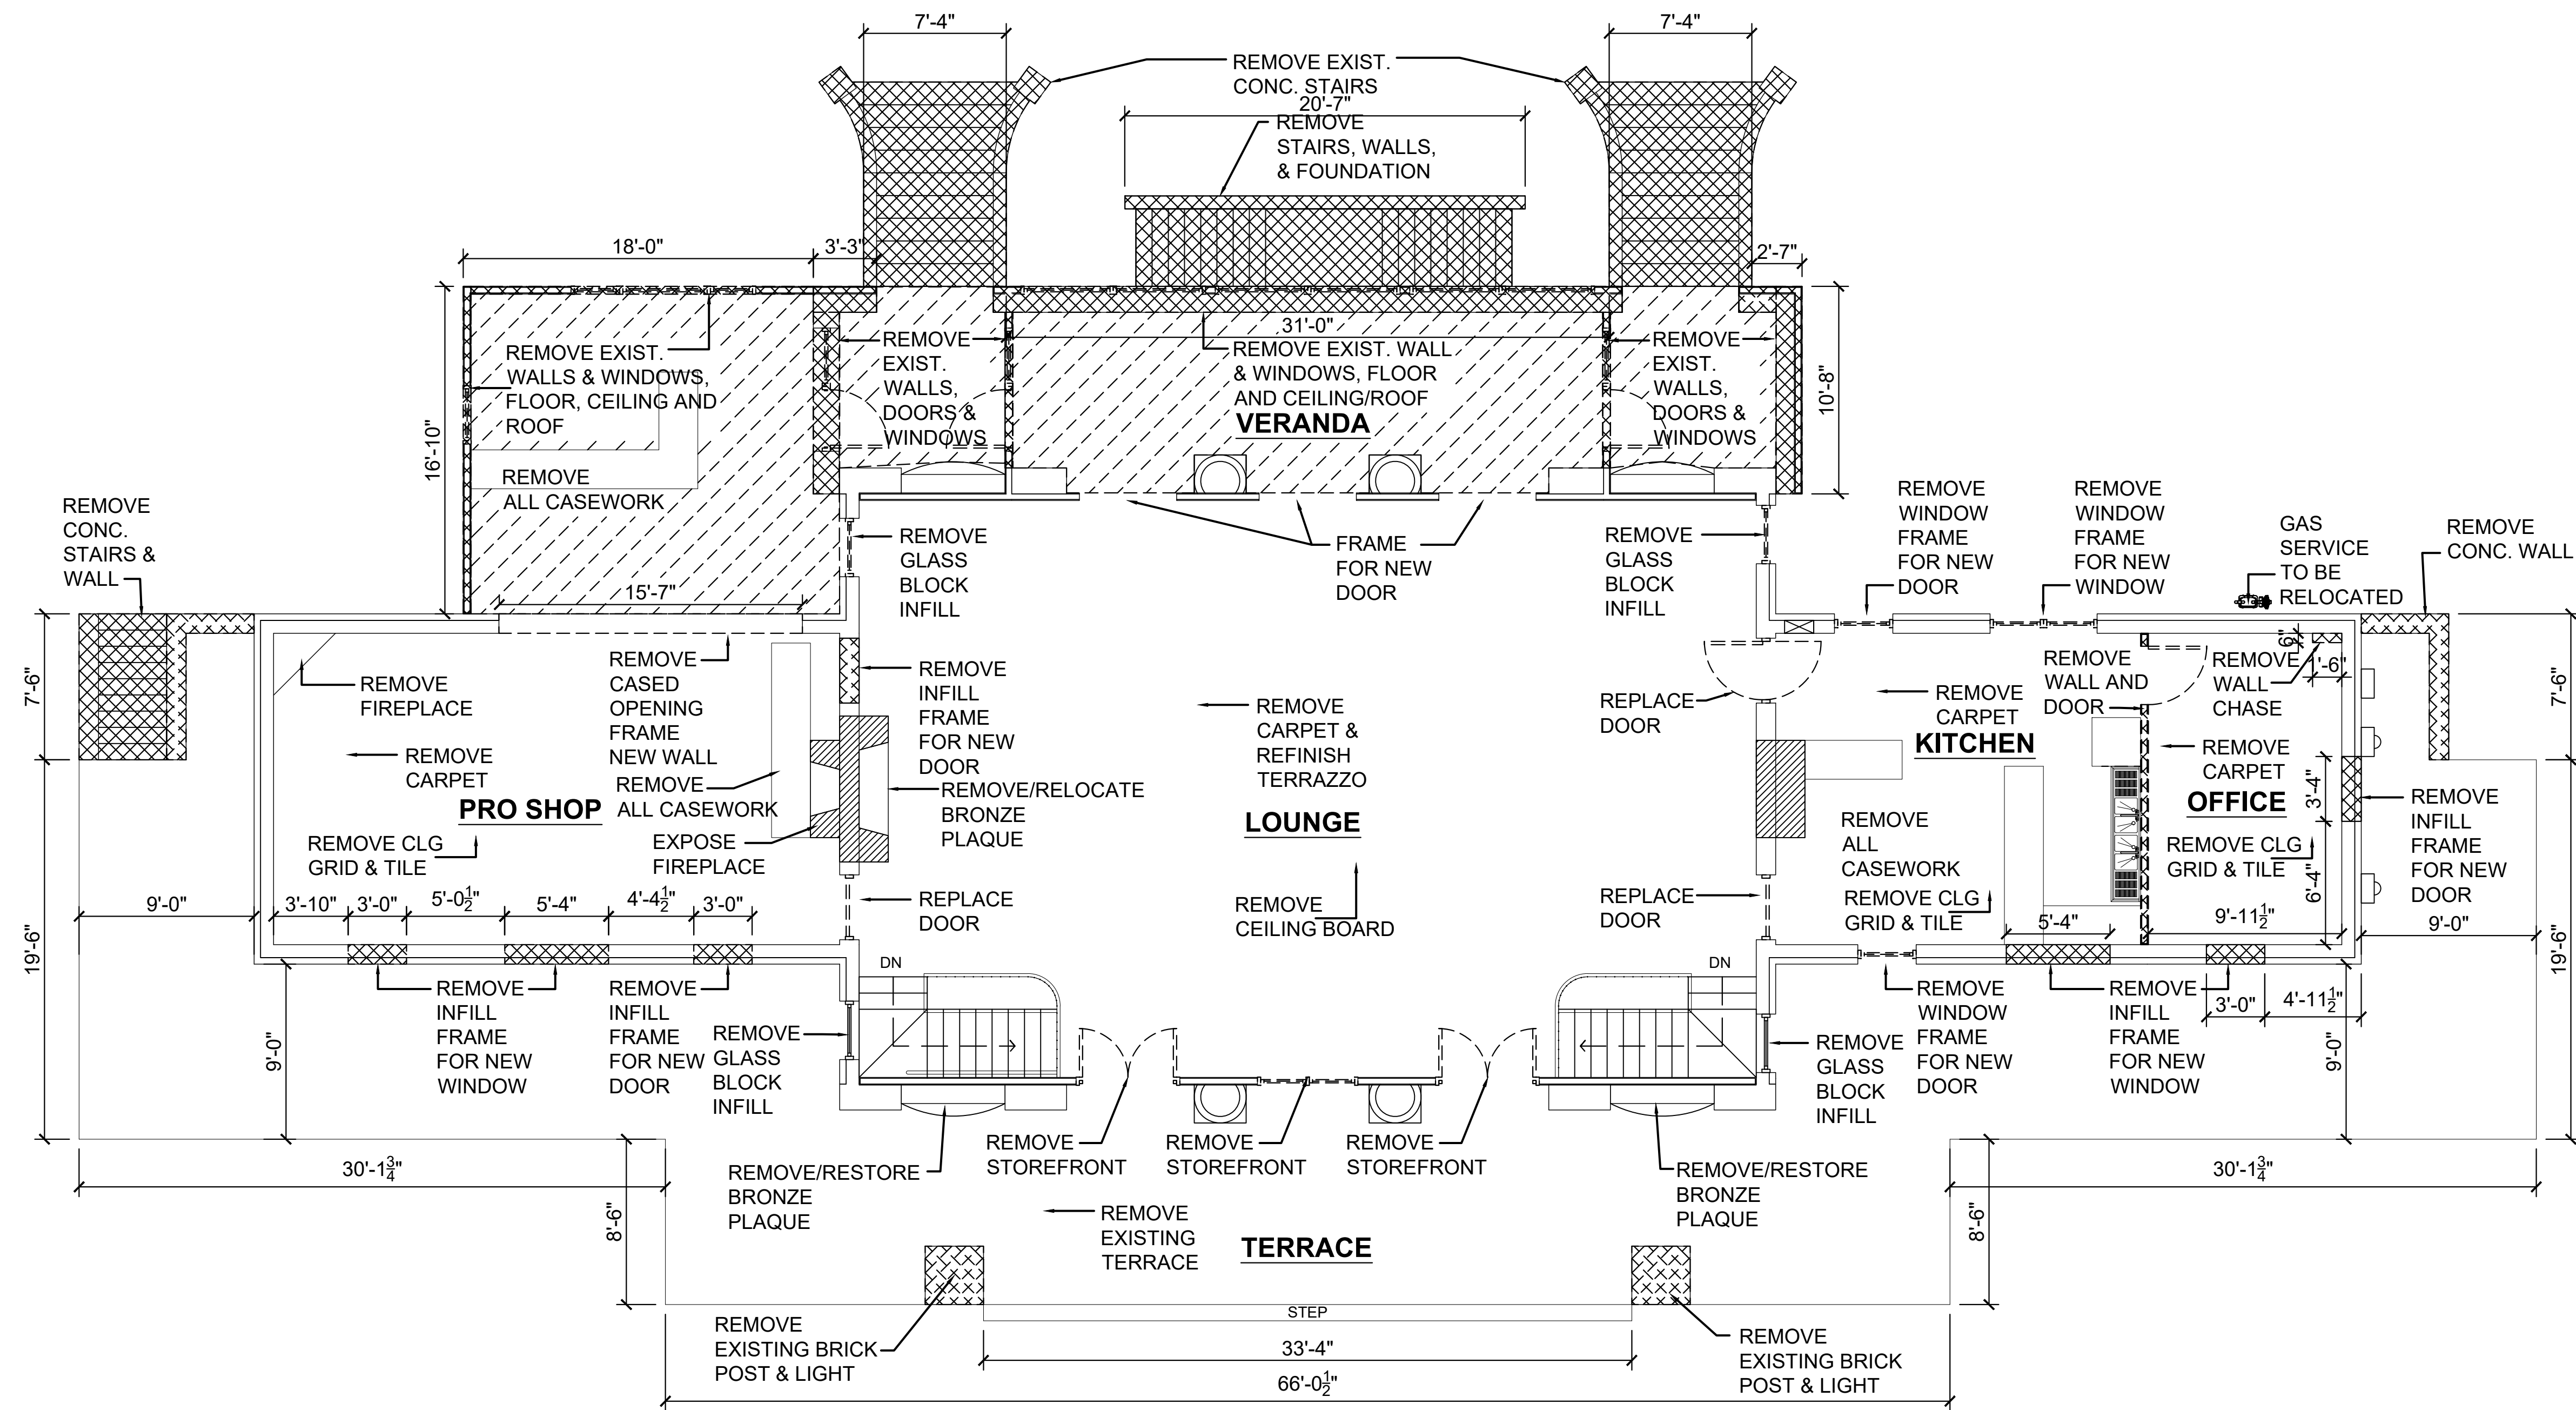 7'-4"
7'-4"
REMOVE EXIST.
CONC. STAIRS
20'-7"
REMOVE
STAIRS, WALLS,
& FOUNDATION
18'-0"
3'-3"
2'-7"
REMOVE EXIST.
WALLS & WINDOWS,
FLOOR, CEILING AND
ROOF
REMOVE
ALL CASEWORK
16'-10"
REMOVE
EXIST.
WALLS,
DOORS &
WINDOWS
31'-0"
REMOVE EXIST. WALL
& WINDOWS, FLOOR
AND CEILING/ROOF
VERANDA
REMOVE
EXIST.
WALLS,
DOORS &
WINDOWS
10'-8"
REMOVE
CONC.
STAIRS &
WALL
REMOVE
GLASS
BLOCK
INFILL
FRAME
FOR NEW
DOOR
REMOVE
GLASS
BLOCK
INFILL
REMOVE
WINDOW
FRAME
FOR NEW
DOOR
REMOVE
WINDOW
FRAME
FOR NEW
WINDOW
GAS
SERVICE
TO BE
RELOCATED
REMOVE
CONC. WALL
15'-7"
7'-6"
REMOVE
FIREPLACE
REMOVE
CARPET
REMOVE
CASED
OPENING
FRAME
NEW WALL
REMOVE
ALL CASEWORK
PRO SHOP
REMOVE CLG
GRID & TILE
EXPOSE
FIREPLACE
REMOVE
INFILL
FRAME
FOR NEW
DOOR
REMOVE/RELOCATE
BRONZE
PLAQUE
REMOVE
CARPET &
REFINISH
TERRAZZO
LOUNGE
REPLACE
DOOR
REMOVE
CARPET
KITCHEN
REMOVE
WALL AND
DOOR
REMOVE
WALL
CHASE
6"
1'-6"
7'-6"
REMOVE
CARPET
OFFICE
3'-4"
REMOVE
INFILL
FRAME
FOR NEW
DOOR
REMOVE
ALL
CASEWORK
REMOVE CLG
GRID & TILE
REMOVE CLG
GRID & TILE
6'-4"
9'-0"
3'-10"
3'-0"
5'-0 1/2"
5'-4"
4'-4 1/2"
3'-0"
REPLACE
DOOR
REMOVE
CEILING BOARD
REPLACE
DOOR
5'-4"
9'-11 1/2"
9'-0"
19'-6"
19'-6"
DN
DN
REMOVE
INFILL
FRAME
FOR NEW
WINDOW
REMOVE
INFILL
FRAME
FOR NEW
DOOR
REMOVE
GLASS
BLOCK
INFILL
9'-0"
REMOVE
GLASS
BLOCK
INFILL
REMOVE
WINDOW
FRAME
FOR NEW
DOOR
REMOVE
INFILL
FRAME
FOR NEW
WINDOW
3'-0"
4'-11 1/2"
9'-0"
REMOVE
STOREFRONT
REMOVE
STOREFRONT
REMOVE
STOREFRONT
30'-1 3/4"
30'-1 3/4"
REMOVE/RESTORE
BRONZE
PLAQUE
REMOVE/RESTORE
BRONZE
PLAQUE
8'-6"
8'-6"
REMOVE
EXISTING
TERRACE
TERRACE
STEP
REMOVE
EXISTING BRICK
POST & LIGHT
REMOVE
EXISTING BRICK
POST & LIGHT
33'-4"
66'-0 1/2"